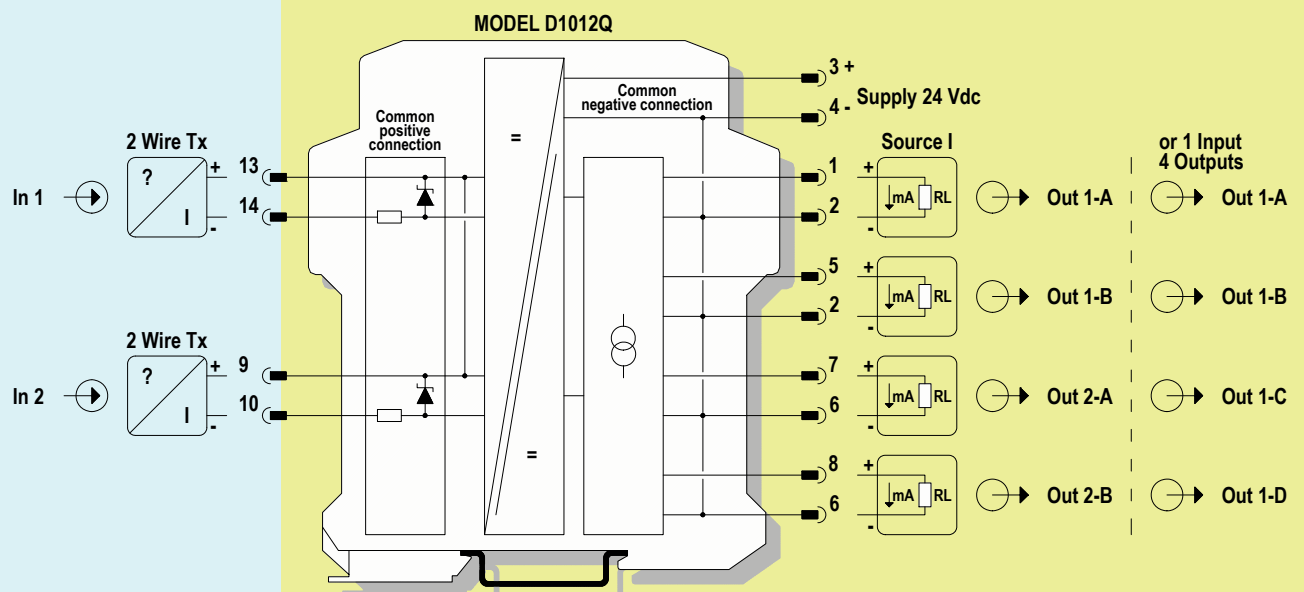 MODEL D1012Q
3 +
Common
negative connection
4 -
Supply 24 Vdc
Common
positive
connection
=
2 Wire Tx
Source I
or 1 Input
4 Outputs
In 1
?
I
+
-
13
14
1
2
+
-
mA
RL
Out 1-A
Out 1-A
5
2
+
-
mA
RL
Out 1-B
Out 1-B
2 Wire Tx
In 2
?
I
+
-
9
10
7
6
+
-
mA
RL
Out 2-A
Out 1-C
=
8
6
+
-
mA
RL
Out 2-B
Out 1-D